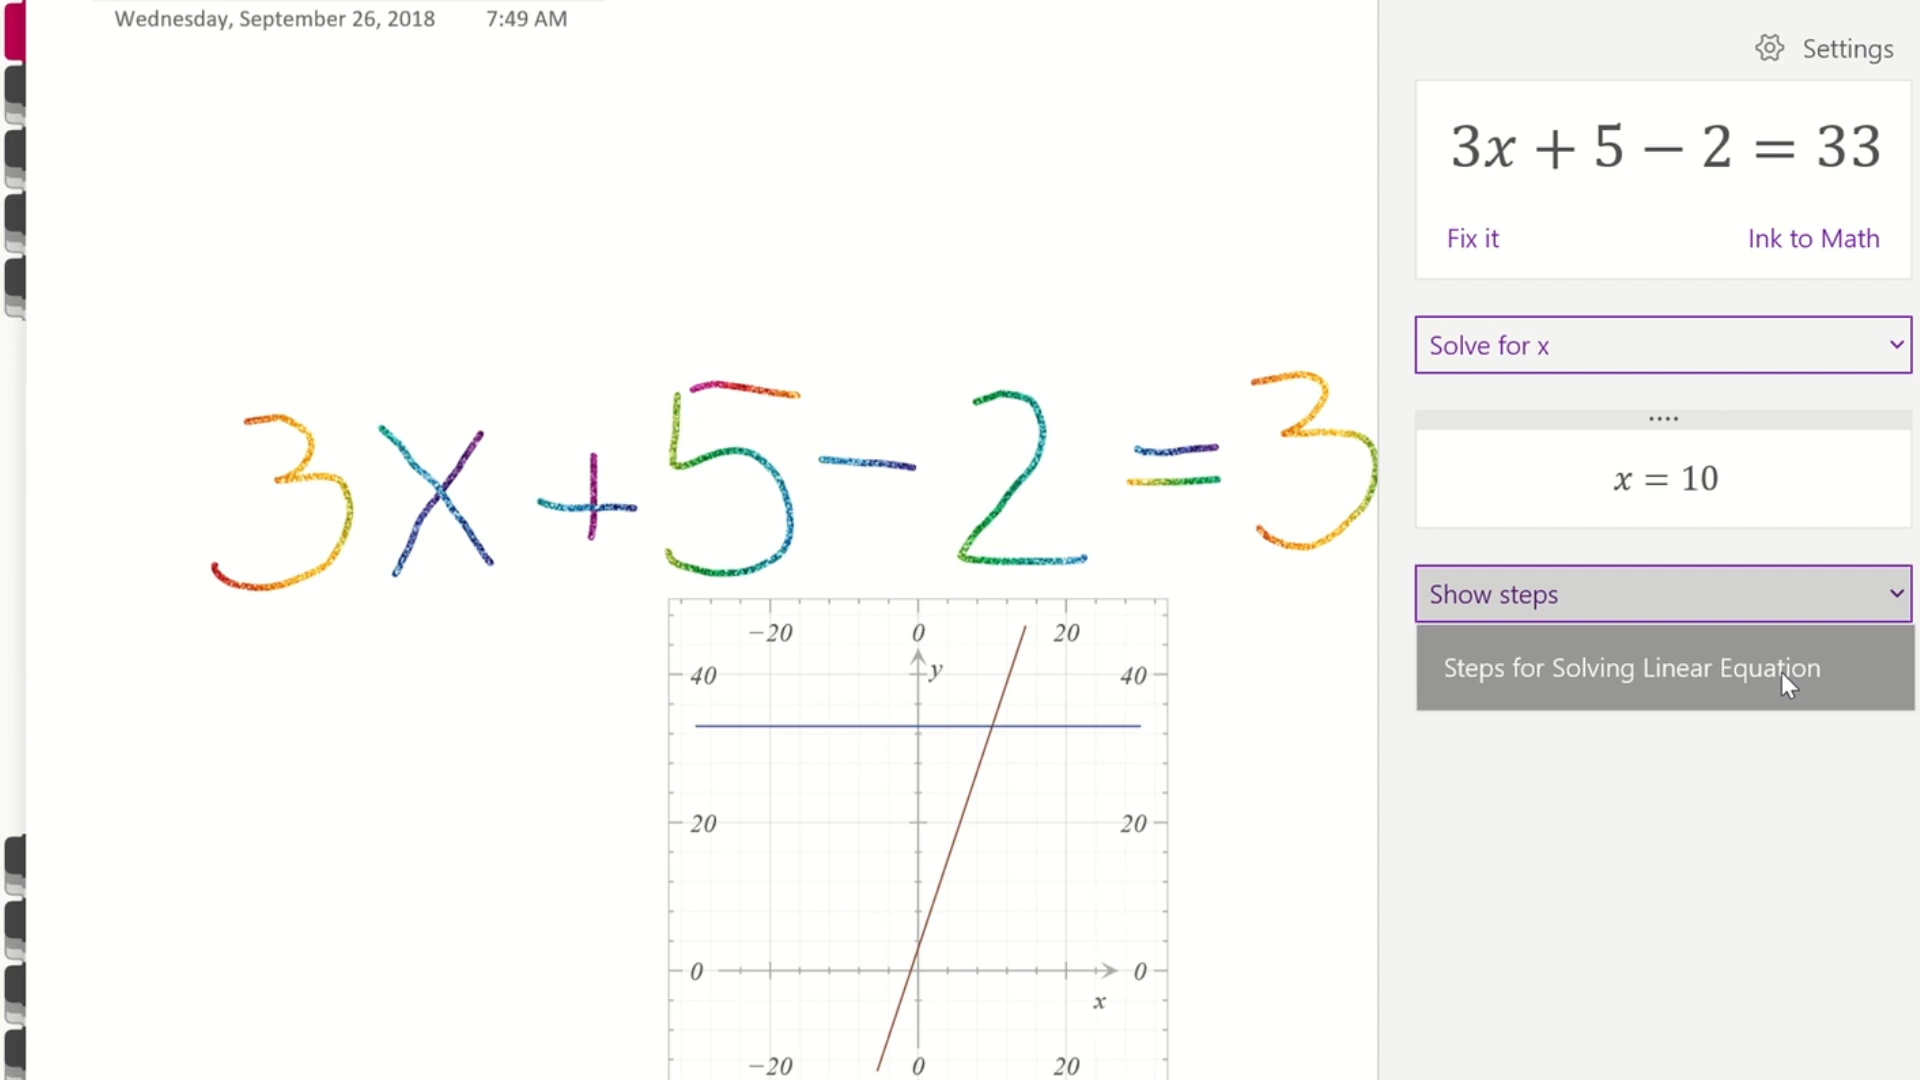 Wednesday, September 26, 2018 7:49 AM
Settings
3x + 5 − 2 = 33
Fix it Ink to Math
Solve for x
x = 10
Show steps
Steps for Solving Linear Equation
3x + 5 − 2 = 3
−20 0 20
y
40 40
20 20
0 0
x
−20 0 20